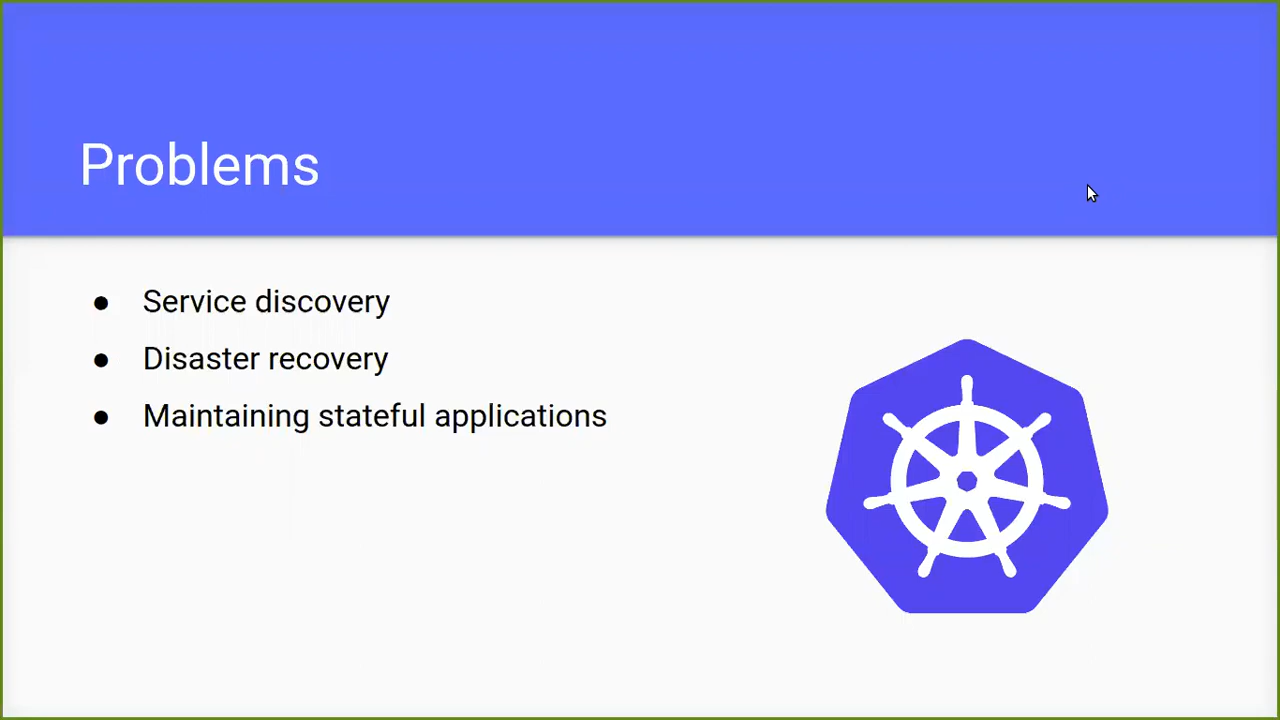 Problems
● Service discovery
● Disaster recovery
● Maintaining stateful applications